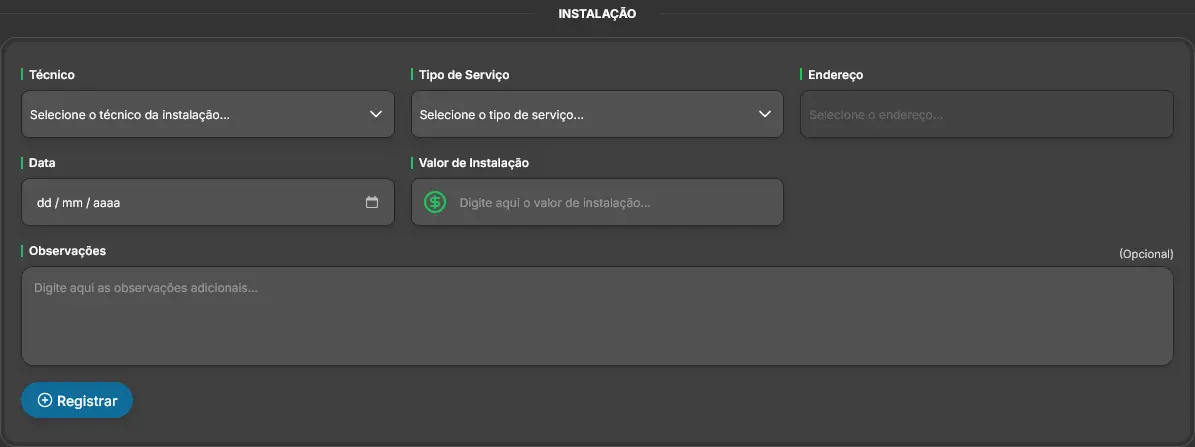 INSTALAÇÃO
Técnico
Tipo de Serviço
Endereço
Selecione o técnico da instalação...
Selecione o tipo de serviço...
Selecione o endereço...
Data
Valor de Instalação
dd / mm / aaaa
Digite aqui o valor de instalação...
Observações
(Opcional)
Digite aqui as observações adicionais...
Registrar